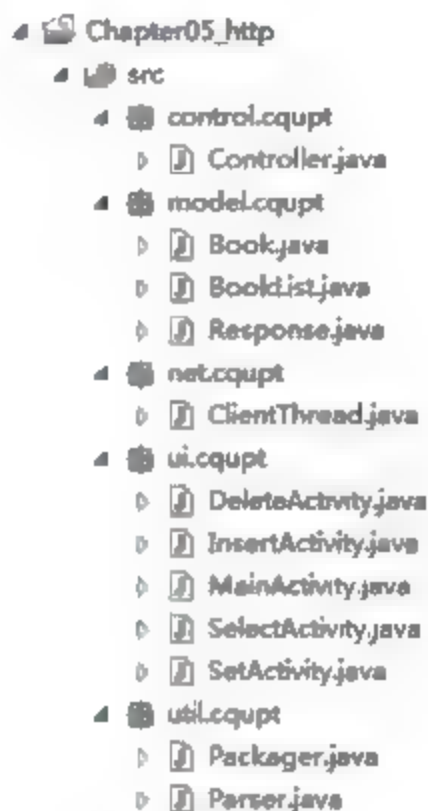 Chapter05_http
src
control.cqupt
Controller.java
model.cqupt
Book.java
BookList.java
Response.java
net.cqupt
ClientThread.java
ui.cqupt
DeleteActivity.java
InsertActivity.java
MainActivity.java
SelectActivity.java
SetActivity.java
util.cqupt
Packager.java
Parser.java